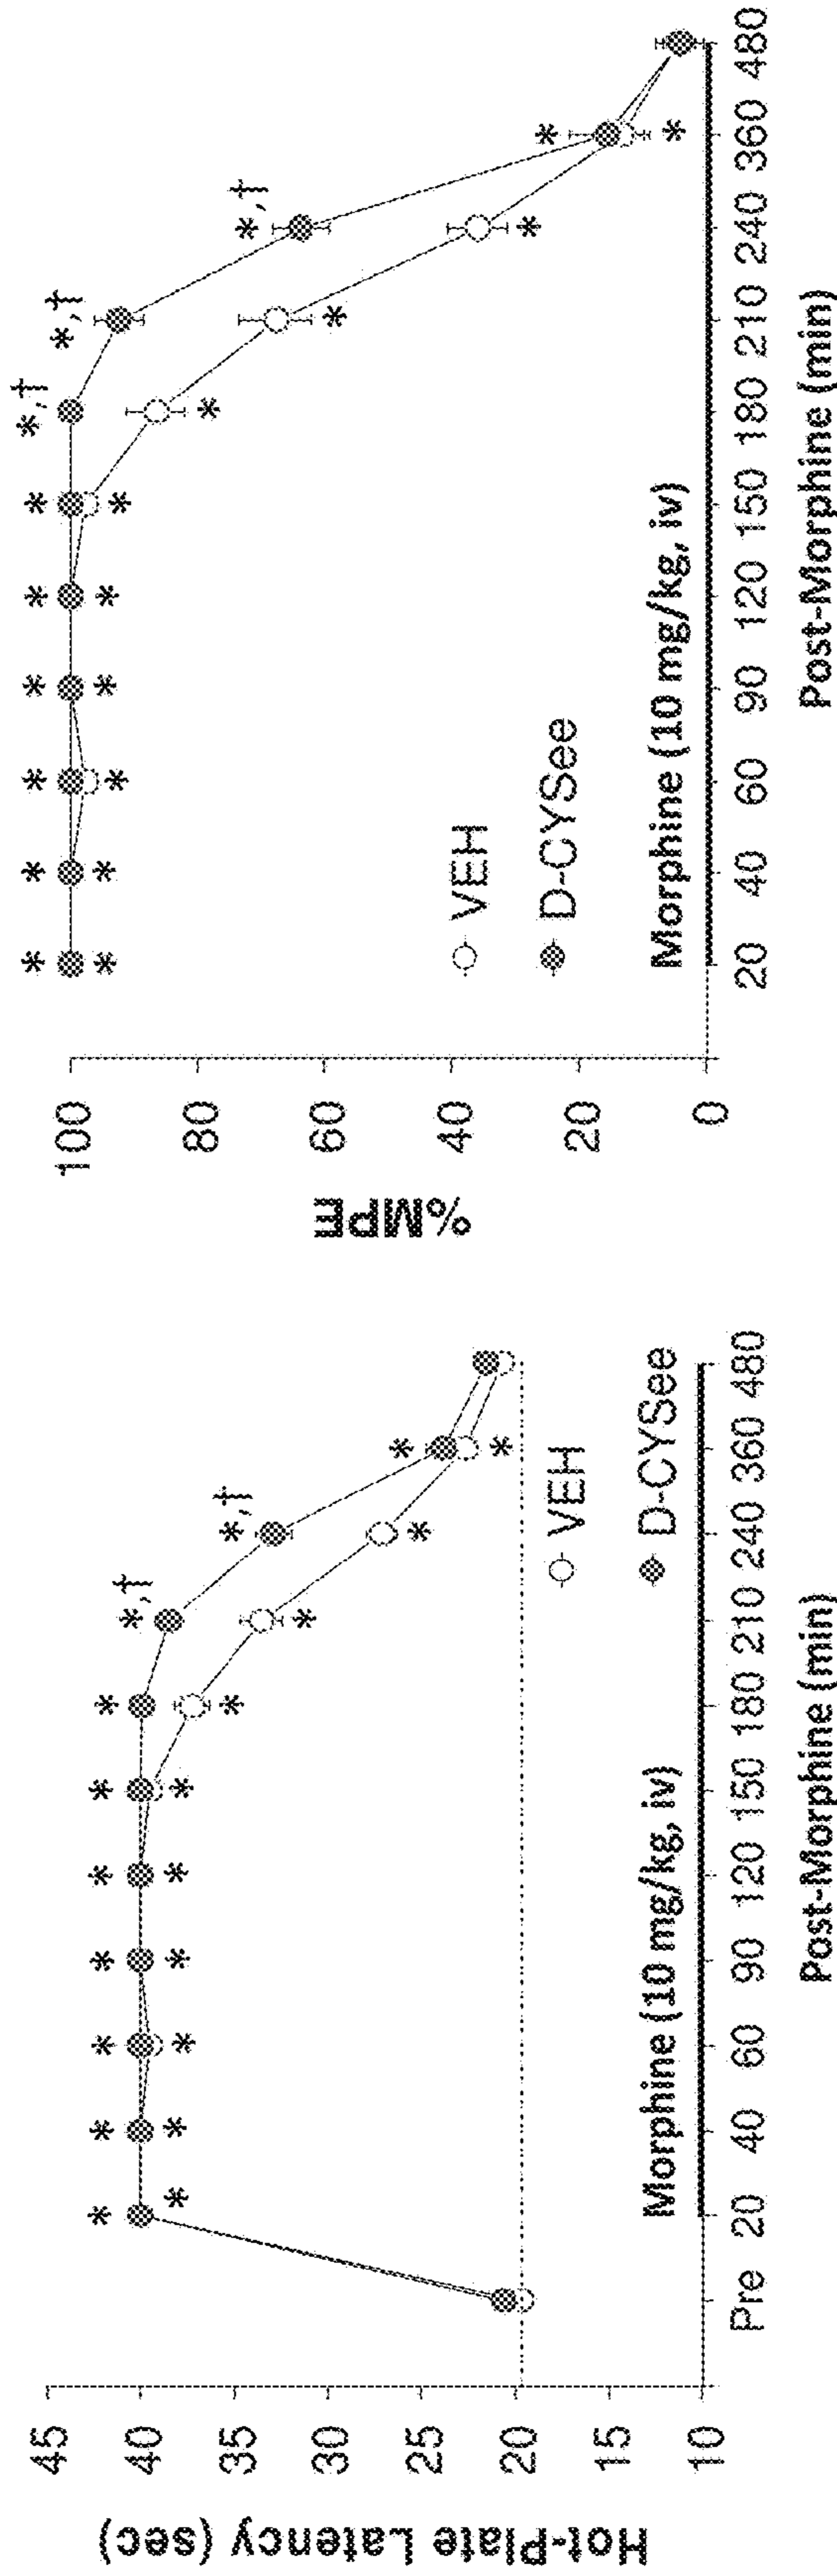 Hot-Plate Latency (sec)
45
40
35
30
25
20
15
10
* * * * * * * * *,† *,† *
* * * * * * * * * *
VEH
D-CYSee
Morphine (10 mg/kg, iv)
Pre 20 40 60 90 120 150 180 210 240 360 480
Post-Morphine (min)
%MPE
100
80
60
40
20
0
* * * * * * *,† *,† *,† *
* * * * * * * * * *
VEH
D-CYSee
Morphine (10 mg/kg, iv)
20 40 60 90 120 150 180 210 240 360 480
Post-Morphine (min)